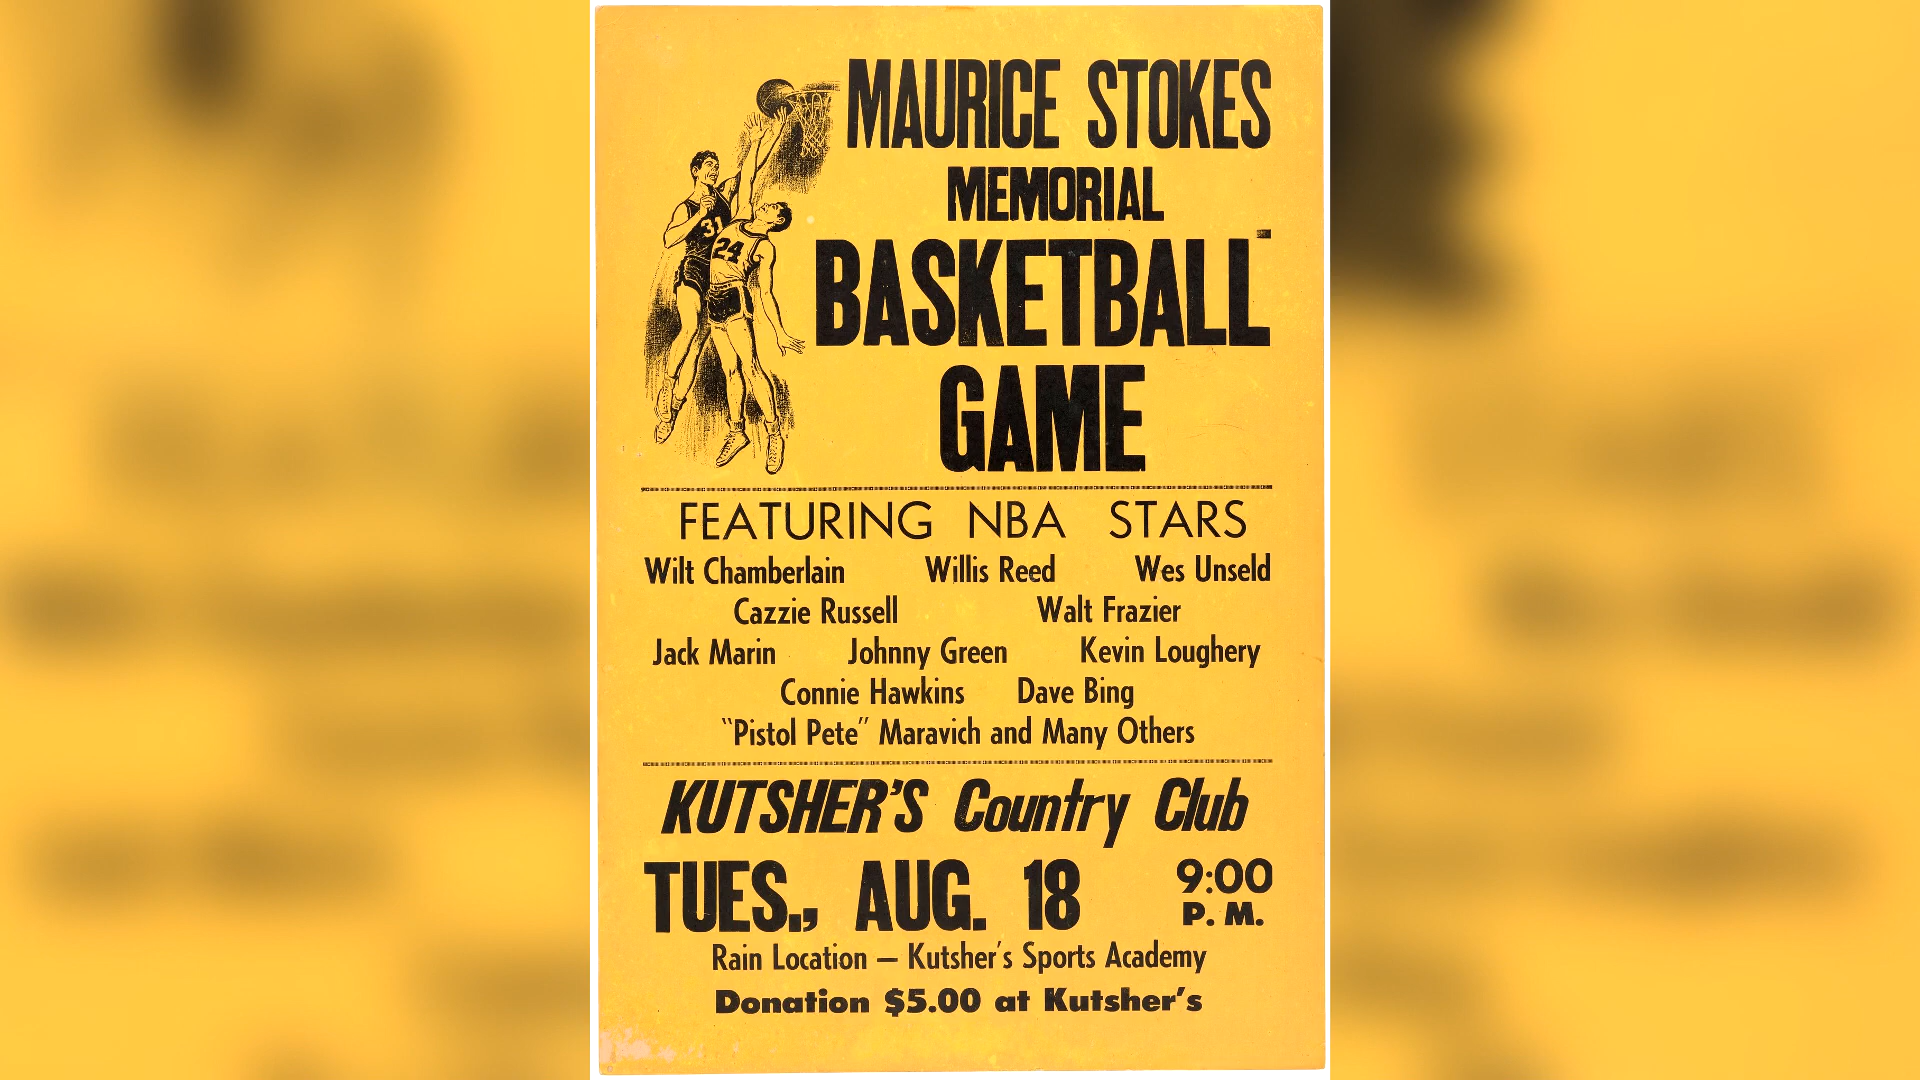 MAURICE STOKES
MEMORIAL
BASKETBALL
GAME
31
24
FEATURING NBA STARS
Wilt Chamberlain Willis Reed Wes Unseld
Cazzie Russell Walt Frazier
Jack Marin Johnny Green Kevin Loughery
Connie Hawkins Dave Bing
"Pistol Pete" Maravich and Many Others
KUTSHER'S Country Club
TUES., AUG. 18 9:00
P. M.
Rain Location — Kutsher's Sports Academy
Donation $5.00 at Kutsher's